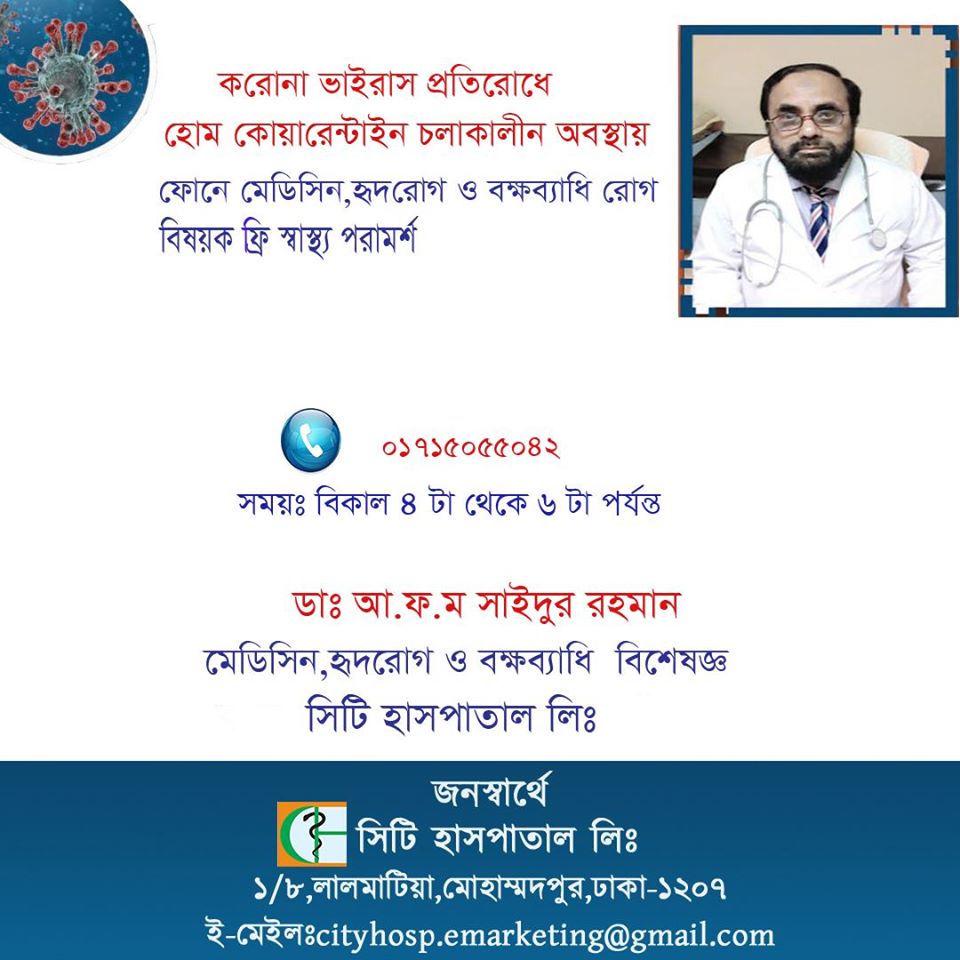 করোনা ভাইরাস প্রতিরোধে
হোম কোয়ারেন্টাইন চলাকালীন অবস্থায়
ফোনে মেডিসিন,হৃদরোগ ও বক্ষব্যাধি রোগ
বিষয়ক ফ্রি স্বাস্থ্য পরামর্শ
০১৭১৫০৫৫০৪২
সময়ঃ বিকাল ৪ টা থেকে ৬ টা পর্যন্ত
ডাঃ আ.ফ.ম সাইদুর রহমান
মেডিসিন,হৃদরোগ ও বক্ষব্যাধি বিশেষজ্ঞ
সিটি হাসপাতাল লিঃ
জনস্বার্থে
সিটি হাসপাতাল লিঃ
১/৮,লালমাটিয়া,মোহাম্মদপুর,ঢাকা-১২০৭
ই-মেইলঃcityhosp.emarketing@gmail.com